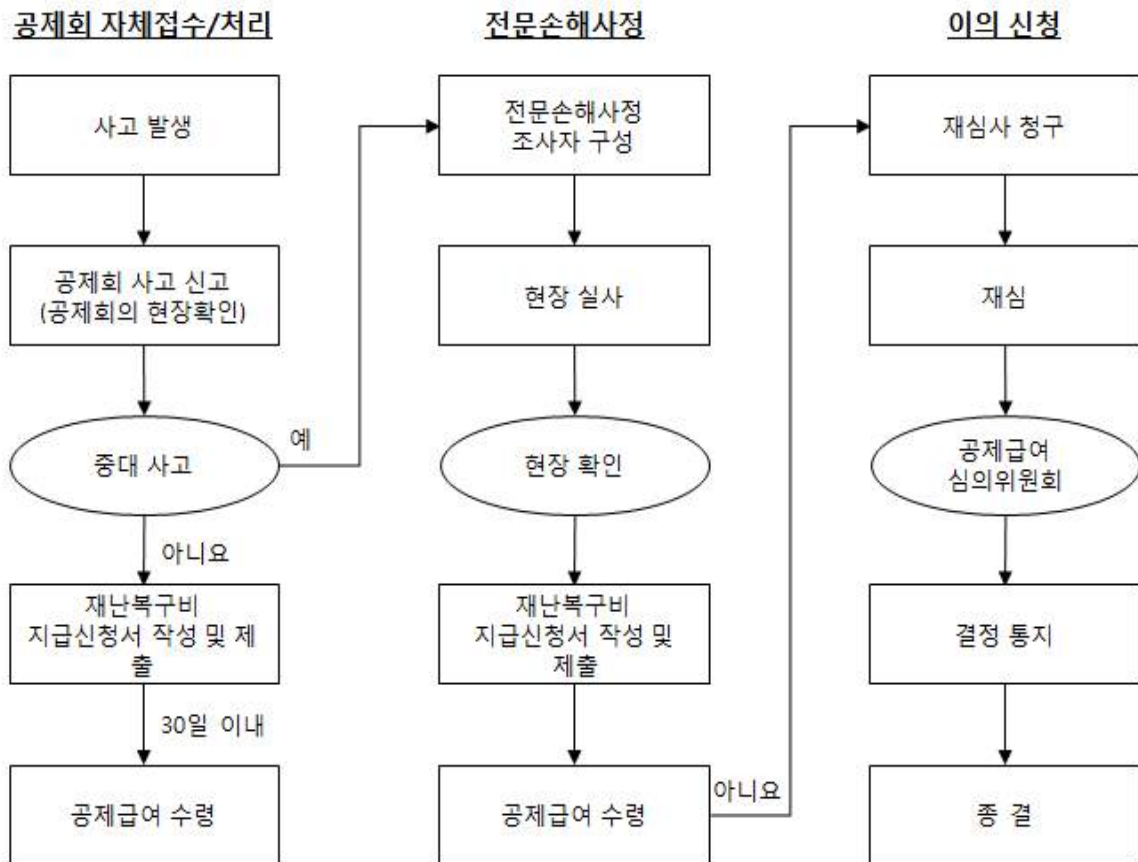 공제회 자체접수/처리
사고 발생
공제회 사고 신고
(공제회의 현장확인)
중대 사고
예
아니요
재난복구비
지급신청서 작성 및 제
출
30일 이내
공제급여 수령
전문손해사정
전문손해사정
조사자 구성
현장 실사
현장 확인
재난복구비
지급신청서 작성 및
제출
공제급여 수령
아니요
이의 신청
재심사 청구
재심
공제급여
심의위원회
결정 통지
종 결